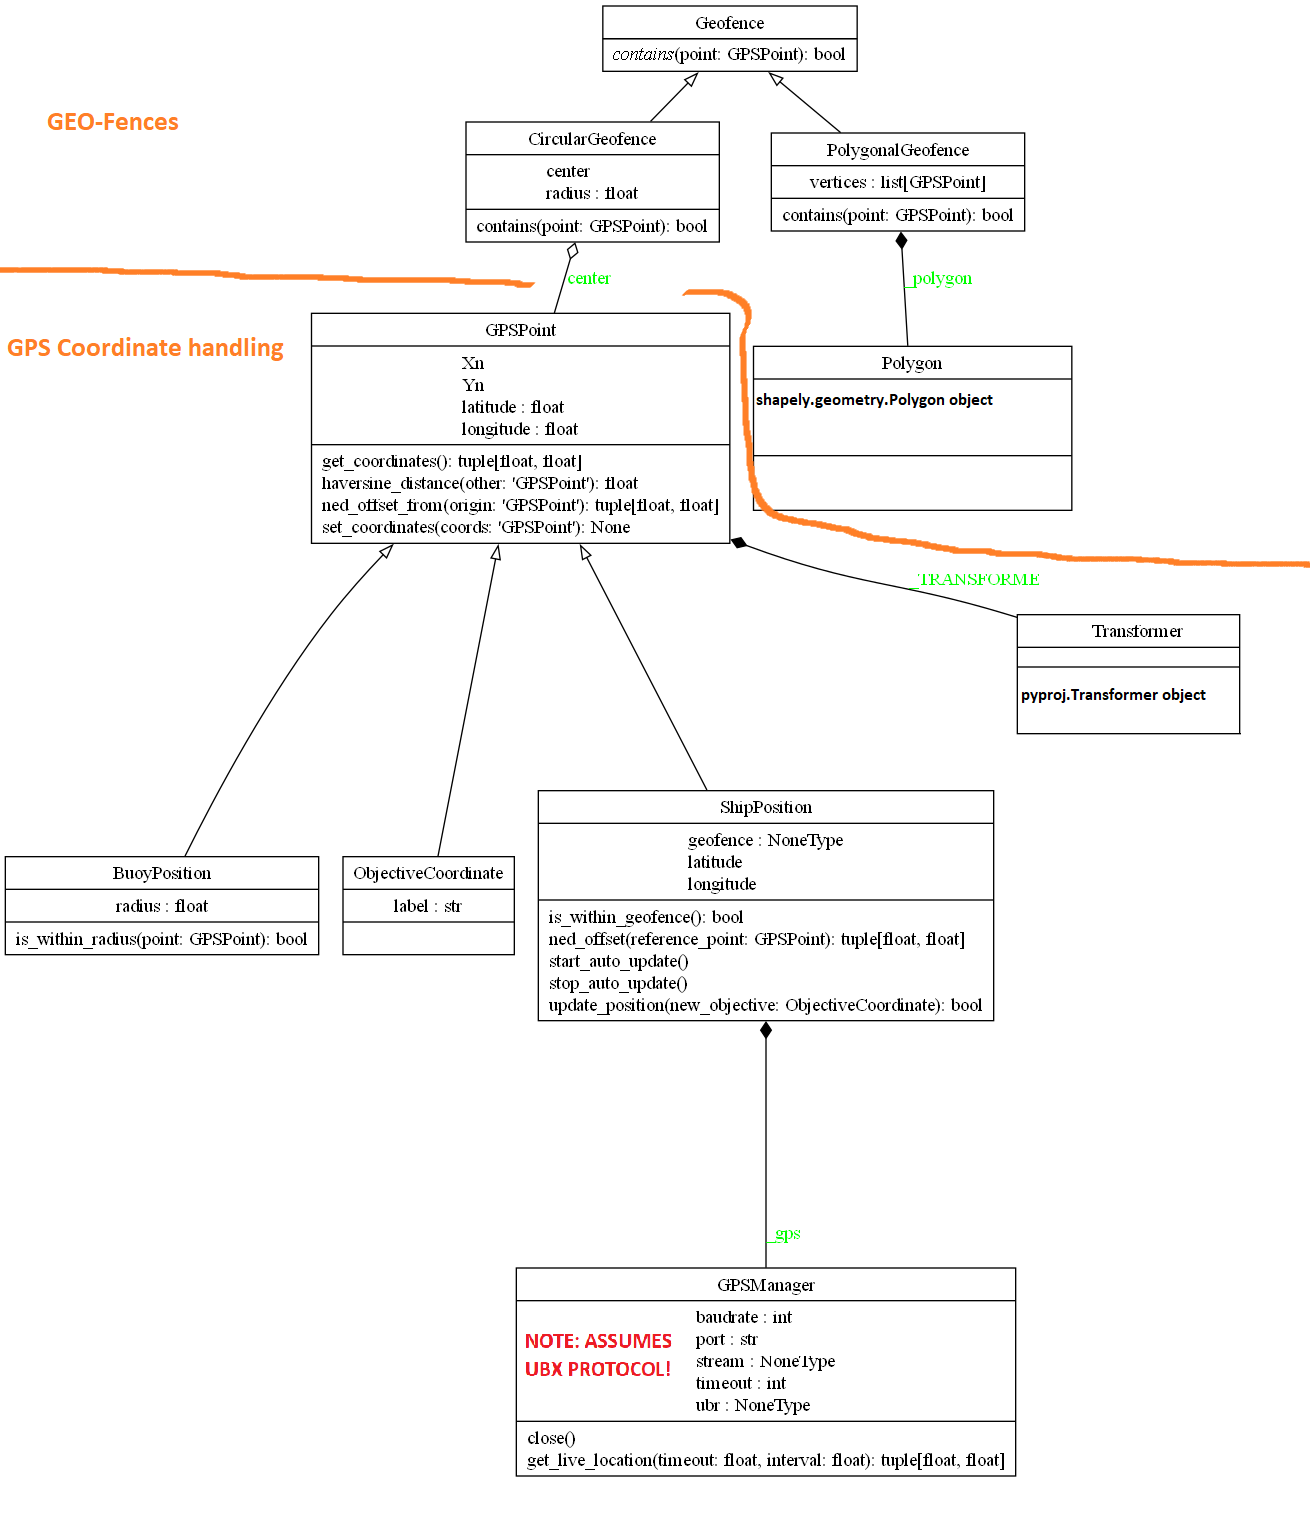 Geofence
contains(point: GPSPoint): bool
GEO-Fences
CircularGeofence
center
radius : float
contains(point: GPSPoint): bool
PolygonalGeofence
vertices : list[GPSPoint]
contains(point: GPSPoint): bool
center
_polygon
GPS Coordinate handling
GPSPoint
Xn
Yn
latitude : float
longitude : float
get_coordinates(): tuple[float, float]
haversine_distance(other: 'GPSPoint'): float
ned_offset_from(origin: 'GPSPoint'): tuple[float, float]
set_coordinates(coords: 'GPSPoint'): None
Polygon
shapely.geometry.Polygon object
_TRANSFORME
Transformer
pyproj.Transformer object
BuoyPosition
radius : float
is_within_radius(point: GPSPoint): bool
ObjectiveCoordinate
label : str
ShipPosition
geofence : NoneType
latitude
longitude
is_within_geofence(): bool
ned_offset(reference_point: GPSPoint): tuple[float, float]
start_auto_update()
stop_auto_update()
update_position(new_objective: ObjectiveCoordinate): bool
_gps
GPSManager
NOTE: ASSUMES
UBX PROTOCOL!
baudrate : int
port : str
stream : NoneType
timeout : int
ubr : NoneType
close()
get_live_location(timeout: float, interval: float): tuple[float, float]